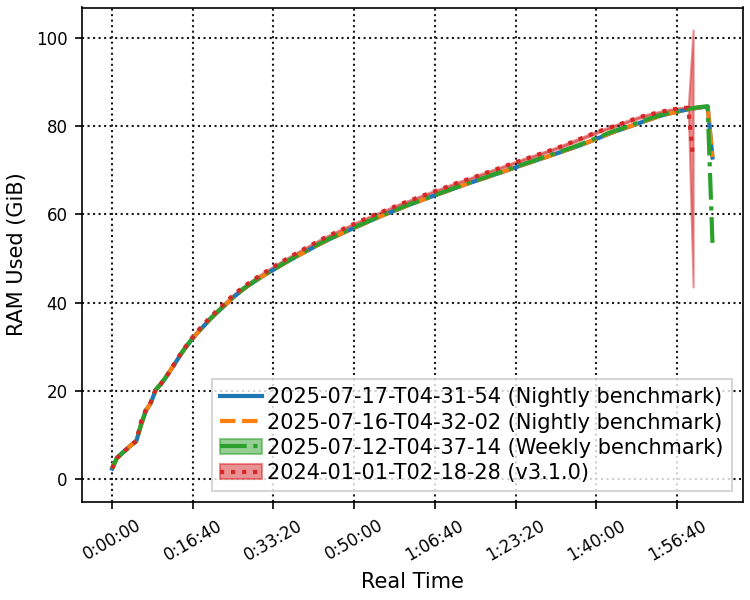 100
80
60
40
20
0
RAM Used (GiB)
2025-07-17-T04-31-54 (Nightly benchmark)
2025-07-16-T04-32-02 (Nightly benchmark)
2025-07-12-T04-37-14 (Weekly benchmark)
2024-01-01-T02-18-28 (v3.1.0)
0:00:00
0:16:40
0:33:20
0:50:00
1:06:40
1:23:20
1:40:00
1:56:40
Real Time